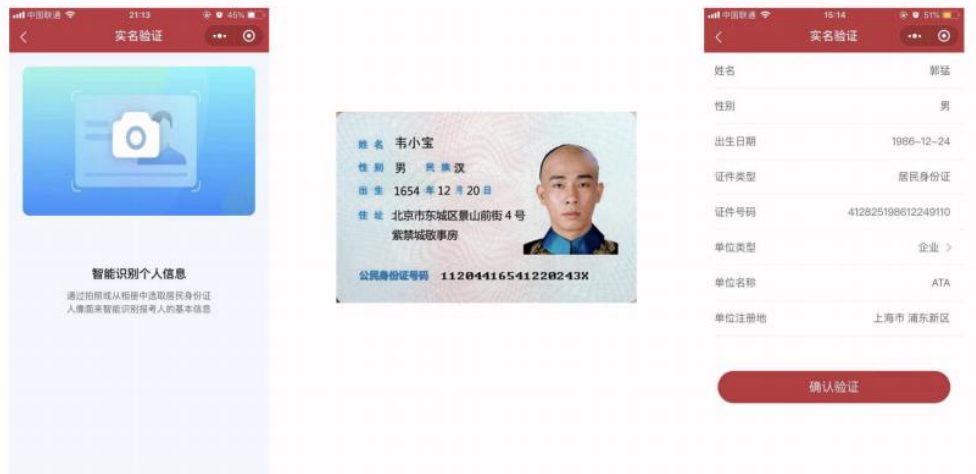 中国联通 21:13 45%
实名验证
智能识别个人信息
通过拍照或从相册中选取居民身份证
人像面来智能识别报考人的基本信息
姓名 韦小宝
性别 男 民族 汉
出生 1654 年 12 月 20 日
住址 北京市东城区景山前街 4 号
紫禁城敬事房
公民身份证号码 11204416541220243X
中国联通 15:14 51%
实名验证
姓名 郭猛
性别 男
出生日期 1986-12-24
证件类型 居民身份证
证件号码 412825198612249110
单位类型 企业 >
单位名称 ATA
单位注册地 上海市 浦东新区
确认验证